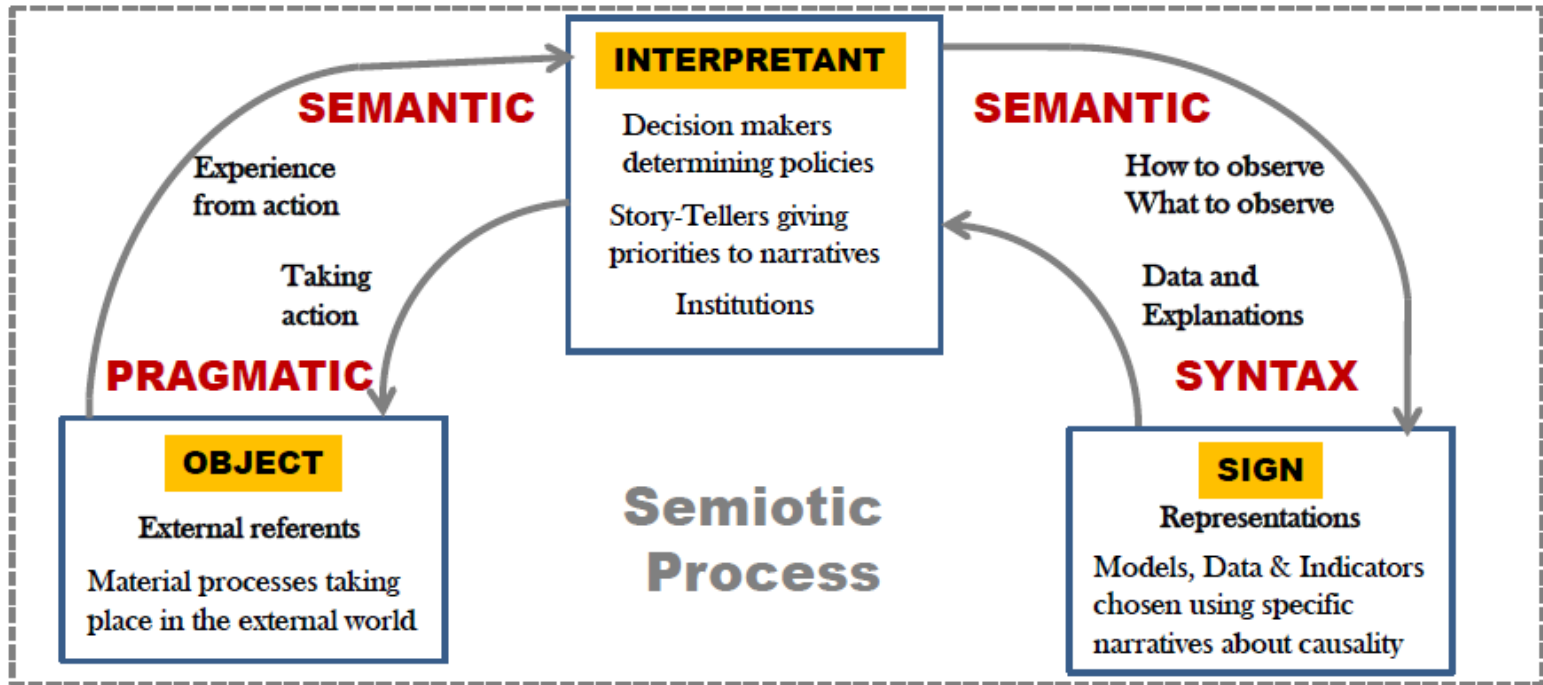 INTERPRETANT
Decision makers
determining policies
Story-Tellers giving
priorities to narratives
Institutions
SEMANTIC
Experience
from action
Taking
action
PRAGMATIC
SEMANTIC
How to observe
What to observe
Data and
Explanations
SYNTAX
OBJECT
External referents
Material processes taking
place in the external world
Semiotic
Process
SIGN
Representations
Models, Data & Indicators
chosen using specific
narratives about causality